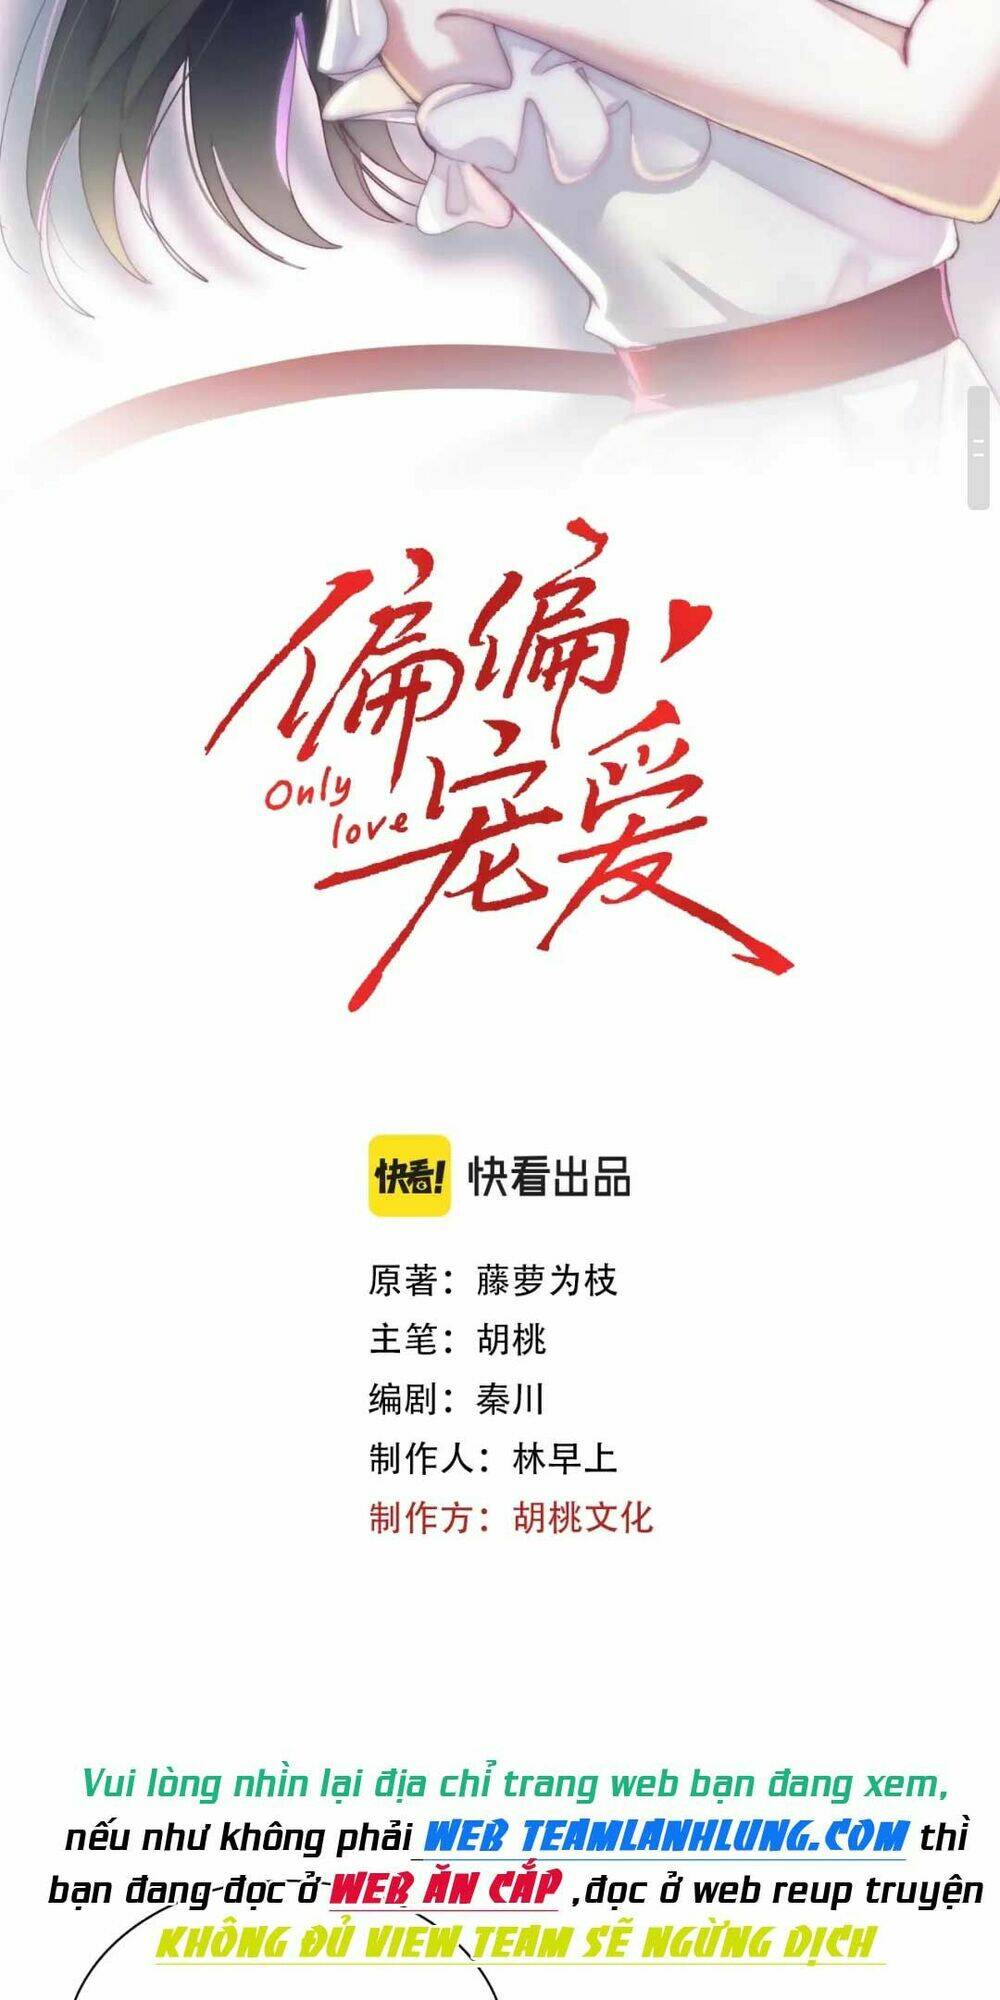 偏偏
Only
love
宠爱
快看! 快看出品
原著：藤萝为枝
主笔：胡桃
编剧：秦川
制作人：林早上
制作方：胡桃文化
Vui lòng nhìn lại địa chỉ trang web bạn đang xem,
nếu như không phải WEB TEAMLANHLUNG.COM thì
bạn đang đọc ở WEB ĂN CẮP ,đọc ở web reup truyện
KHÔNG ĐỦ VIEW TEAM SẼ NGỪNG DỊCH